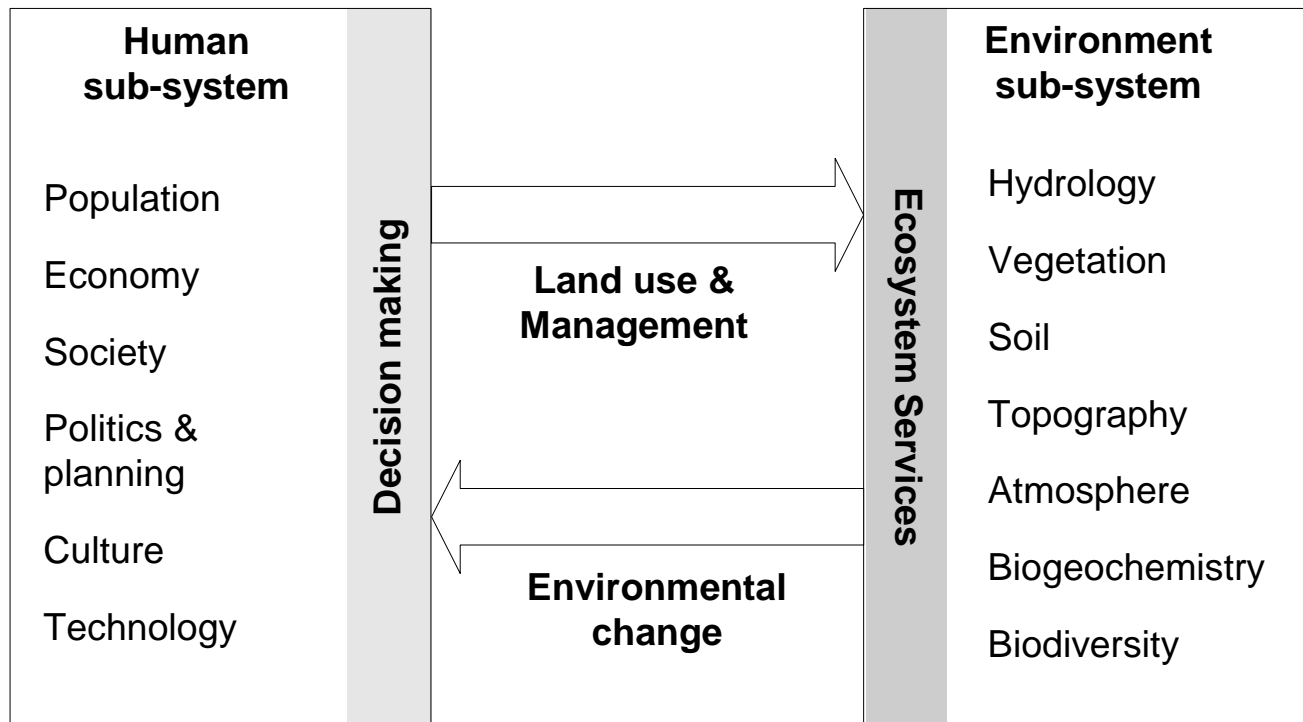 Human
sub-system
Population
Economy
Society
Politics &
planning
Culture
Technology
Decision making
Land use &
Management
Environmental
change
Ecosystem Services
Environment
sub-system
Hydrology
Vegetation
Soil
Topography
Atmosphere
Biogeochemistry
Biodiversity